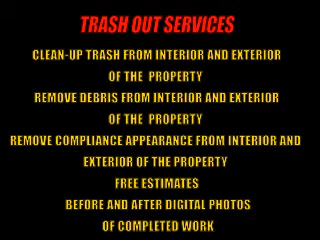 TRASH OUT SERVICES
CLEAN-UP TRASH FROM INTERIOR AND EXTERIOR
OF THE PROPERTY
REMOVE DEBRIS FROM INTERIOR AND EXTERIOR
OF THE PROPERTY
REMOVE COMPLIANCE APPEARANCE FROM INTERIOR AND
EXTERIOR OF THE PROPERTY
FREE ESTIMATES
BEFORE AND AFTER DIGITAL PHOTOS
OF COMPLETED WORK